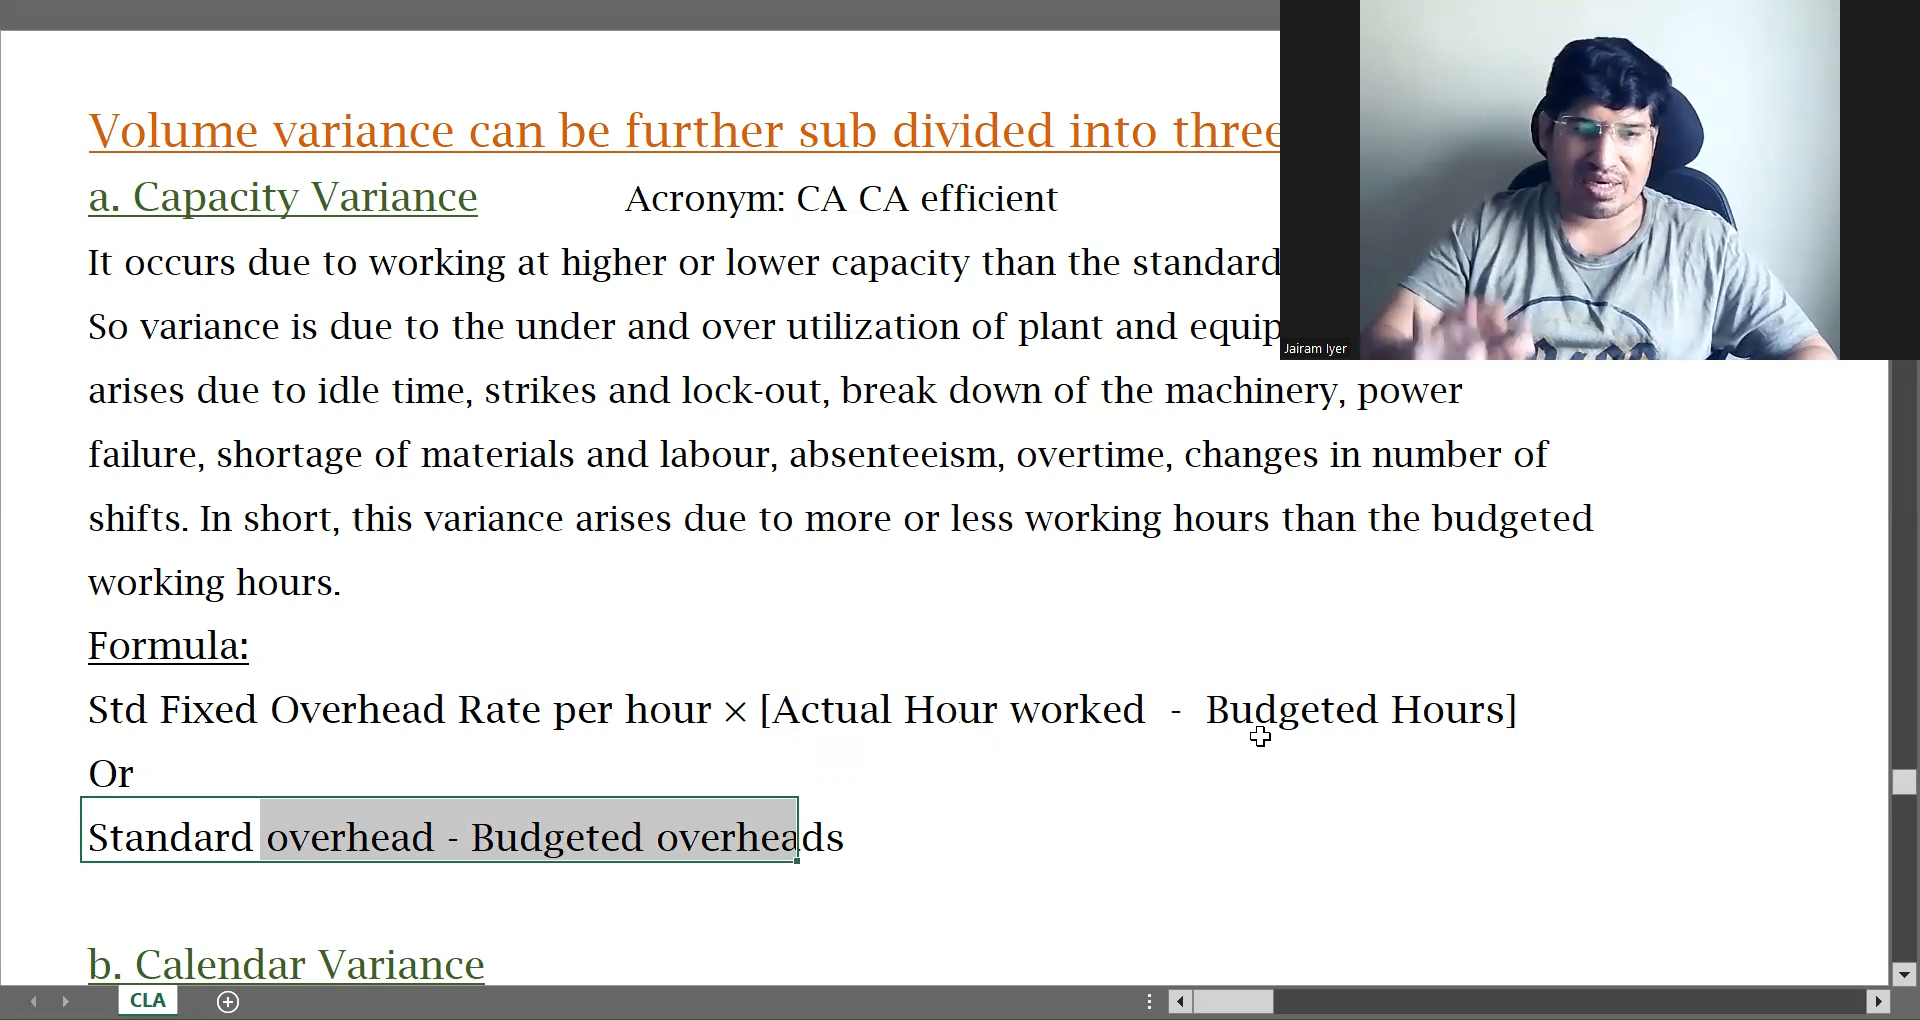 Volume variance can be further sub divided into three
a. Capacity Variance Acronym: CA CA efficient
It occurs due to working at higher or lower capacity than the standard
So variance is due to the under and over utilization of plant and equip
arises due to idle time, strikes and lock-out, break down of the machinery, power
failure, shortage of materials and labour, absenteeism, overtime, changes in number of
shifts. In short, this variance arises due to more or less working hours than the budgeted
working hours.
Formula:
Std Fixed Overhead Rate per hour × [Actual Hour worked - Budgeted Hours]
Or
Standard overhead - Budgeted overheads
b. Calendar Variance
CLA
Jairam Iyer